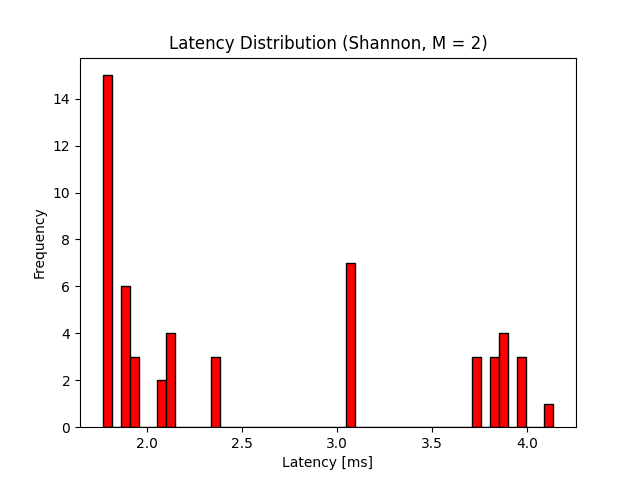 Latency Distribution (Shannon, M = 2)
Frequency
14
12
10
8
6
4
2
0
2.0 2.5 3.0 3.5 4.0
Latency [ms]